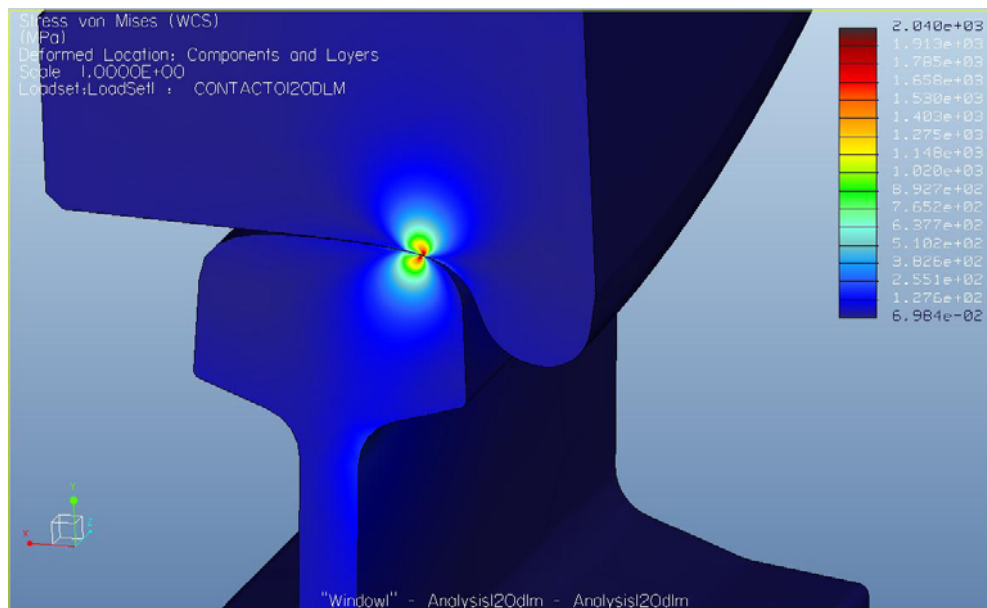 Stress von Mises (WCS)
(MPa)
Deformed Location: Components and Layers
Scale 1.0000E+00
Loadset:LoadSet1 : CONTACTO120DLM
2.040e+03
1.913e+03
1.785e+03
1.658e+03
1.530e+03
1.403e+03
1.275e+03
1.148e+03
1.020e+03
8.927e+02
7.652e+02
6.377e+02
5.102e+02
3.826e+02
2.551e+02
1.276e+02
6.984e-02
Y
Z
X
"Window1" - Analysis120dlm - Analysis120dlm